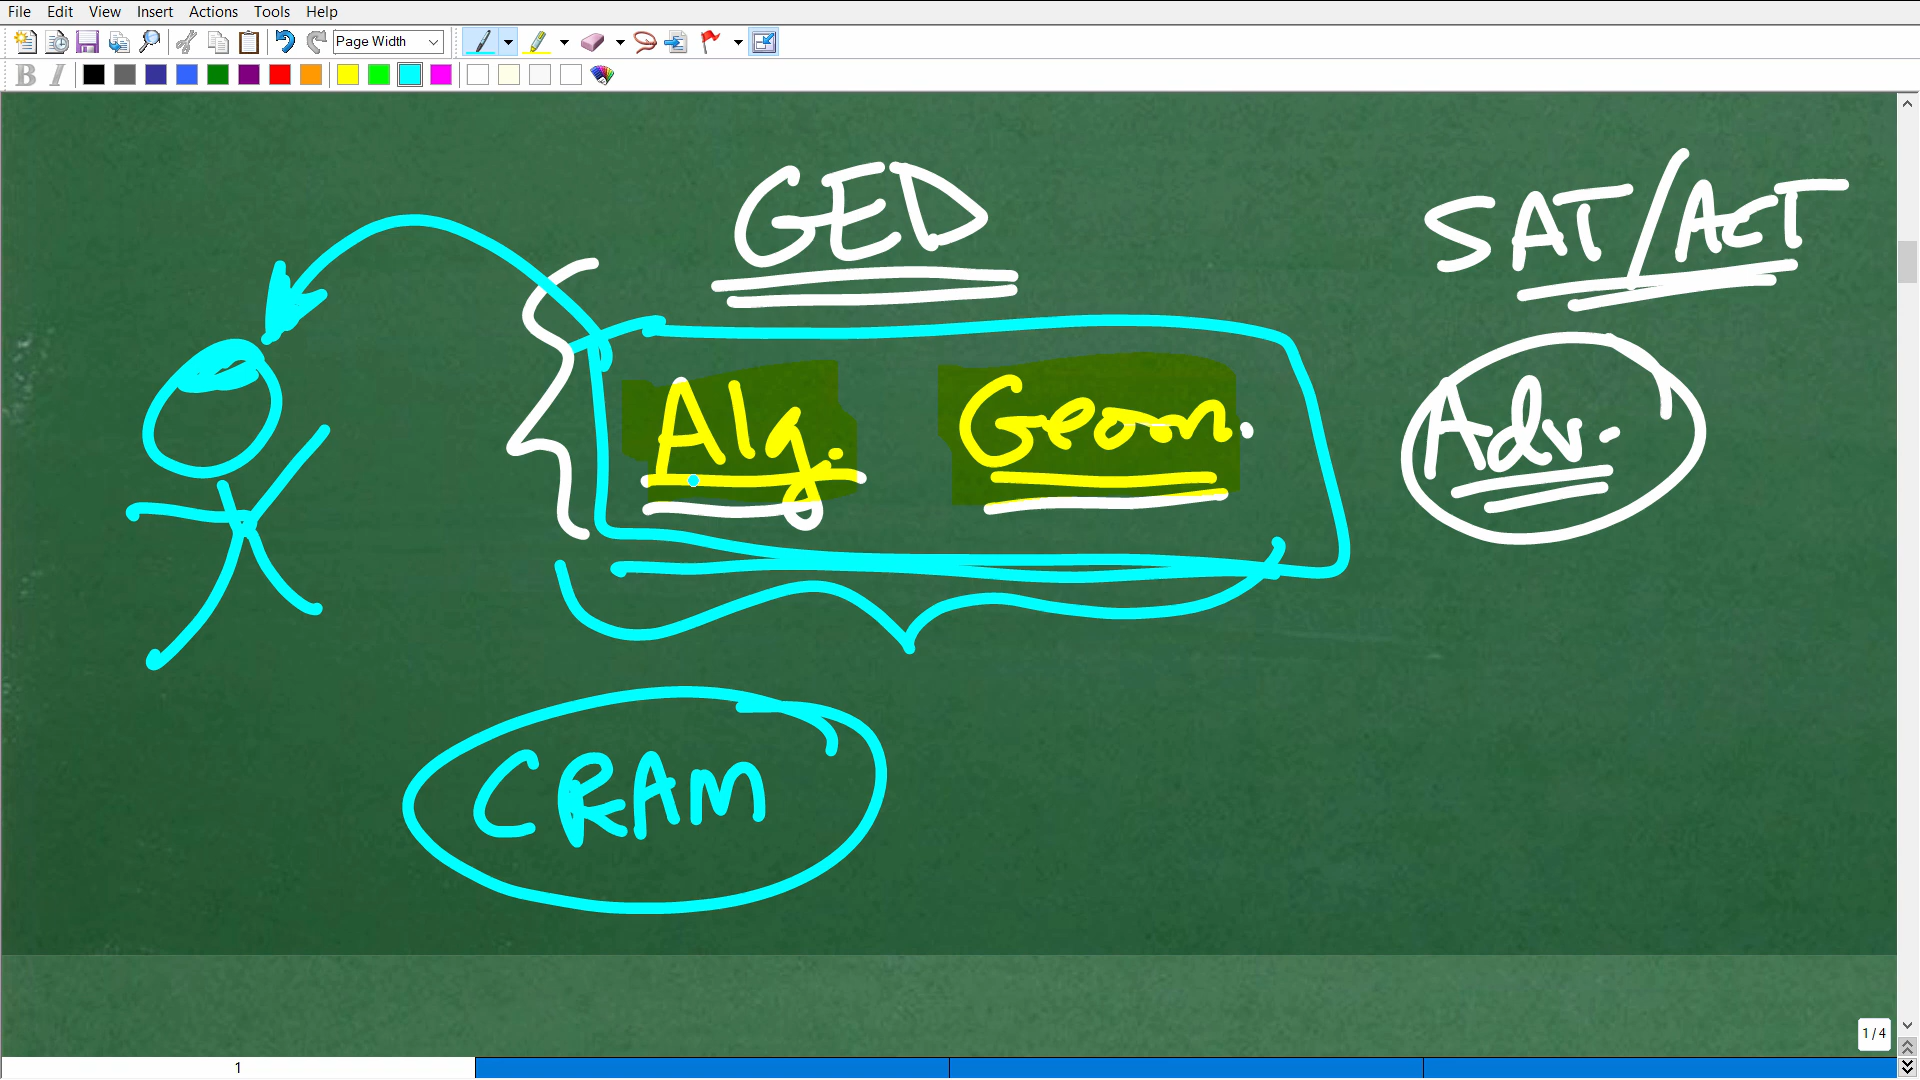 File Edit View Insert Actions Tools Help
Page Width
B I
GED
SAT/ACT
Alg. Geom.
Adv.
CRAM
1 / 4
1